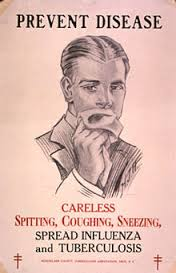 PREVENT DISEASE
CARELESS
SPITTING, COUGHING, SNEEZING,
SPREAD INFLUENZA
and TUBERCULOSIS